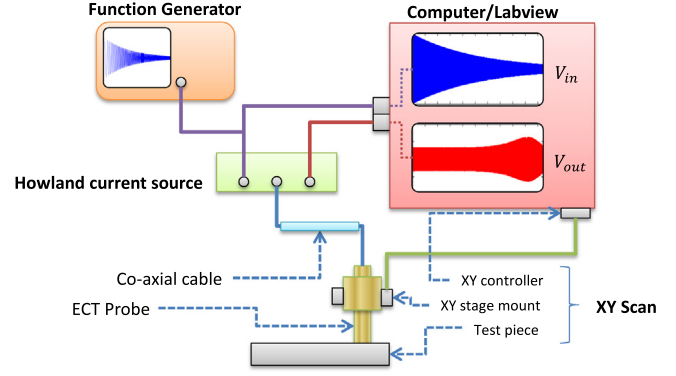 Function Generator
Computer/Labview
V_in
V_out
Howland current source
Co-axial cable
ECT Probe
XY controller
XY stage mount
Test piece
XY Scan